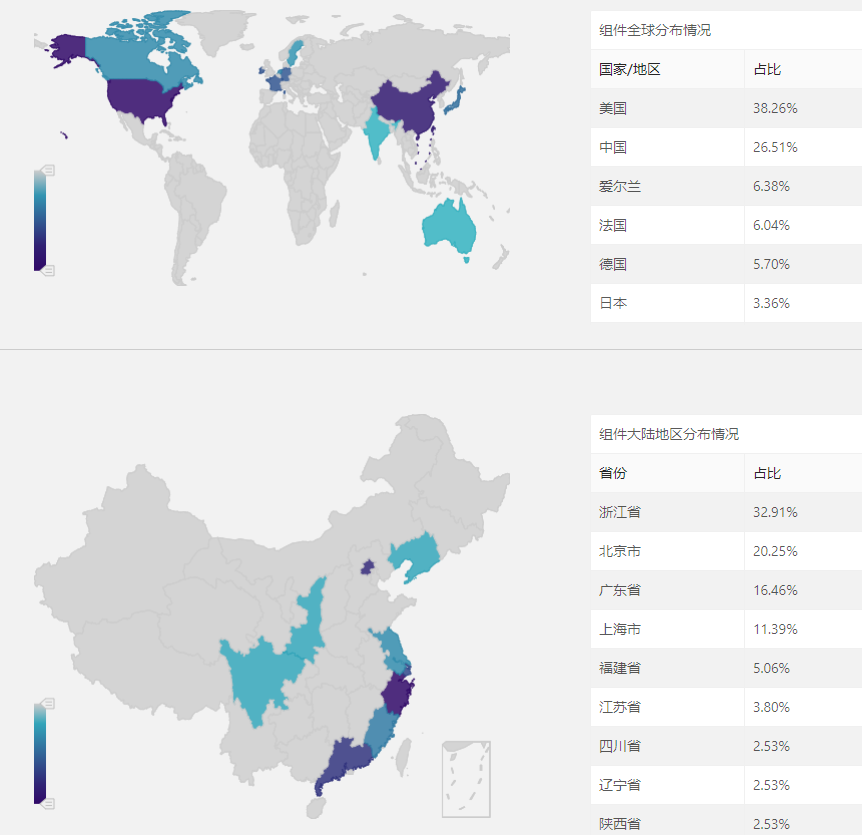 组件全球分布情况
国家/地区 占比
美国 38.26%
中国 26.51%
爱尔兰 6.38%
法国 6.04%
德国 5.70%
日本 3.36%
组件大陆地区分布情况
省份 占比
浙江省 32.91%
北京市 20.25%
广东省 16.46%
上海市 11.39%
福建省 5.06%
江苏省 3.80%
四川省 2.53%
辽宁省 2.53%
陕西省 2.53%